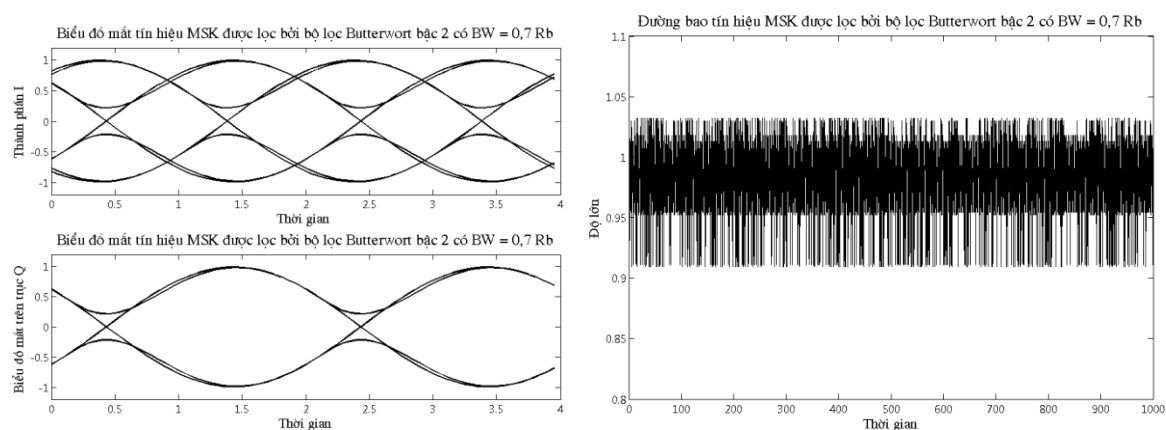 Biểu đồ mắt tín hiệu MSK được lọc bởi bộ lọc Butterwort bậc 2 có BW = 0,7 Rb
Thành phần I
1
0.5
0
-0.5
-1
0 0.5 1 1.5 2 2.5 3 3.5 4
Thời gian
Biểu đồ mắt tín hiệu MSK được lọc bởi bộ lọc Butterwort bậc 2 có BW = 0,7 Rb
Biểu đồ mắt trên trục Q
1
0.5
0
-0.5
-1
0 0.5 1 1.5 2 2.5 3 3.5 4
Thời gian
Đường bao tín hiệu MSK được lọc bởi bộ lọc Butterwort bậc 2 có BW = 0,7 Rb
Độ lớn
1.1
1.05
1
0.95
0.9
0.85
0.8
0 100 200 300 400 500 600 700 800 900 1000
Thời gian